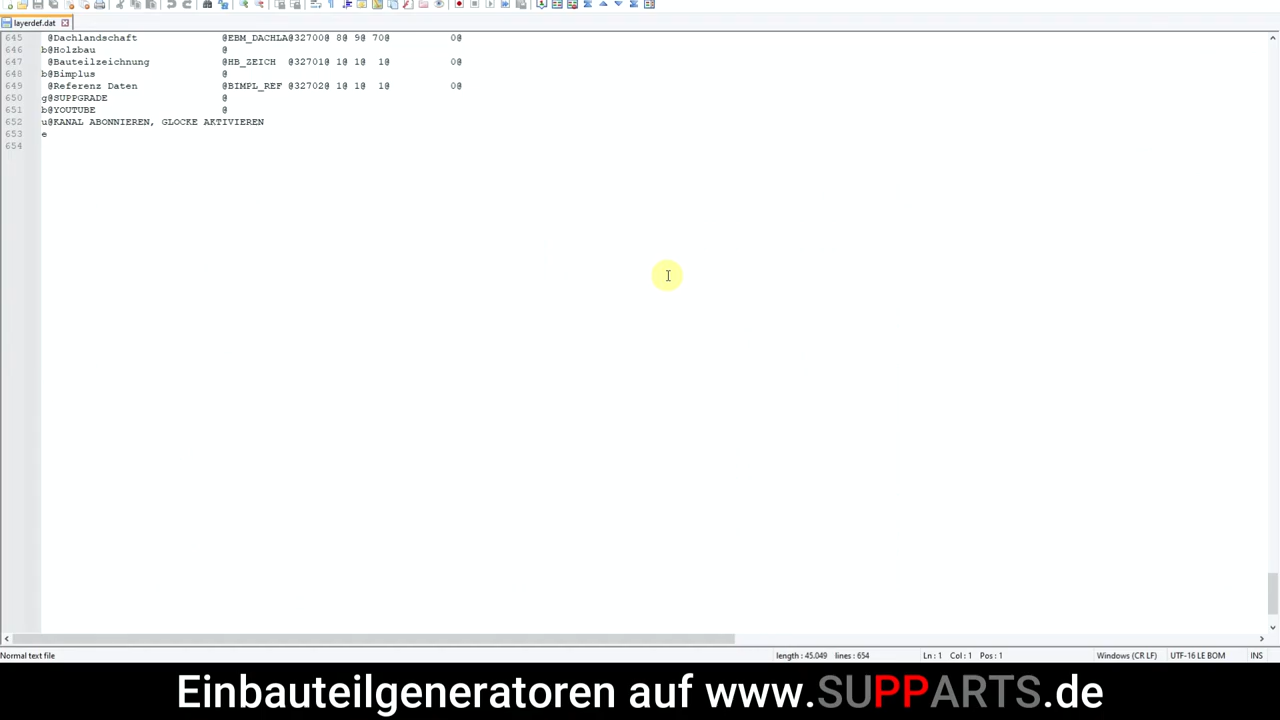 layerdef.dat
645 @Dachlandschaft @EBM_DACHLA@32700@ 8@ 9@ 70@ 0@
646 b@Holzbau @
647 @Bauteilzeichnung @HB_ZEICH @32701@ 1@ 1@ 1@ 0@
648 b@Bimplus @
649 @Referenz Daten @BIMPL_REF @32702@ 1@ 1@ 1@ 0@
650 g@SUPPGRADE @
651 b@YOUTUBE @
652 u@KANAL ABONNIEREN, GLOCKE AKTIVIEREN
653 e
654
Normal text file length : 45.049 lines : 654 Ln : 1 Col : 1 Pos : 1 Windows (CR LF) UTF-16 LE BOM INS
Einbauteilgeneratoren auf www.SUPPARTS.de